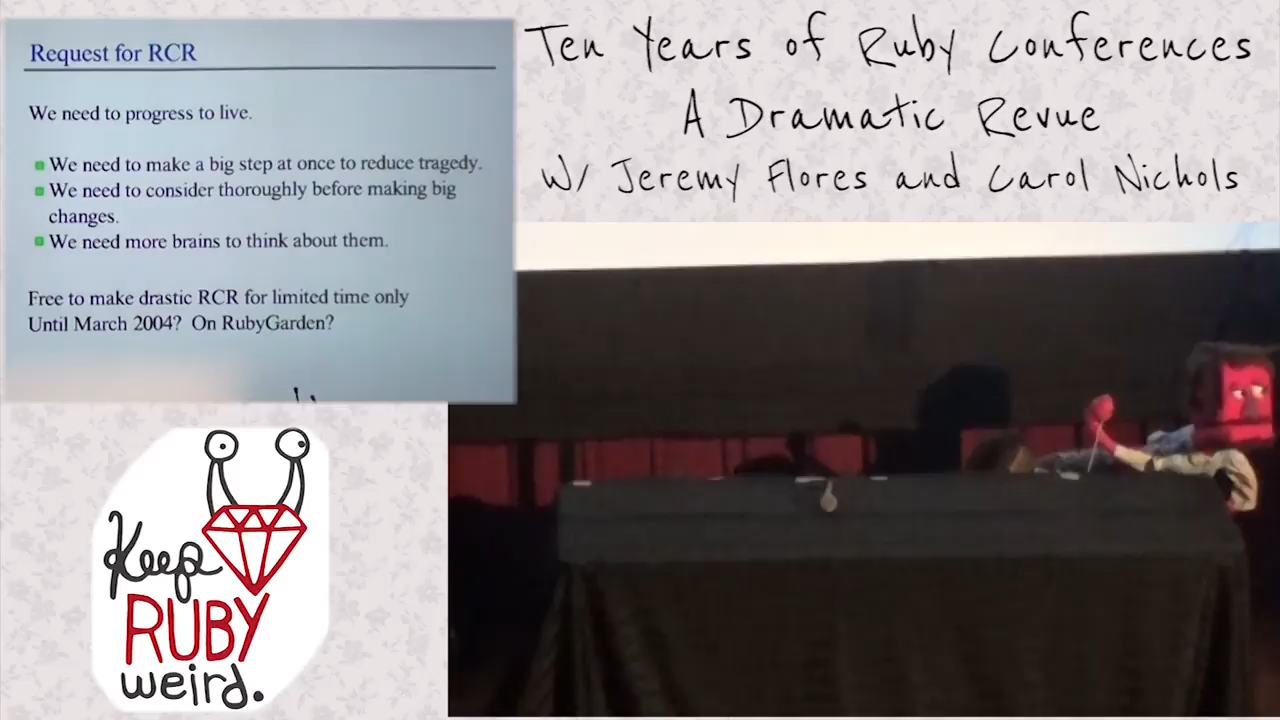 Request for RCR
We need to progress to live.
We need to make a big step at once to reduce tragedy.
We need to consider thoroughly before making big
changes.
We need more brains to think about them.
Free to make drastic RCR for limited time only
Until March 2004? On RubyGarden?
Ten Years of Ruby Conferences
A Dramatic Revue
W/ Jeremy Flores and Carol Nichols
Keep
RUBY
weird.